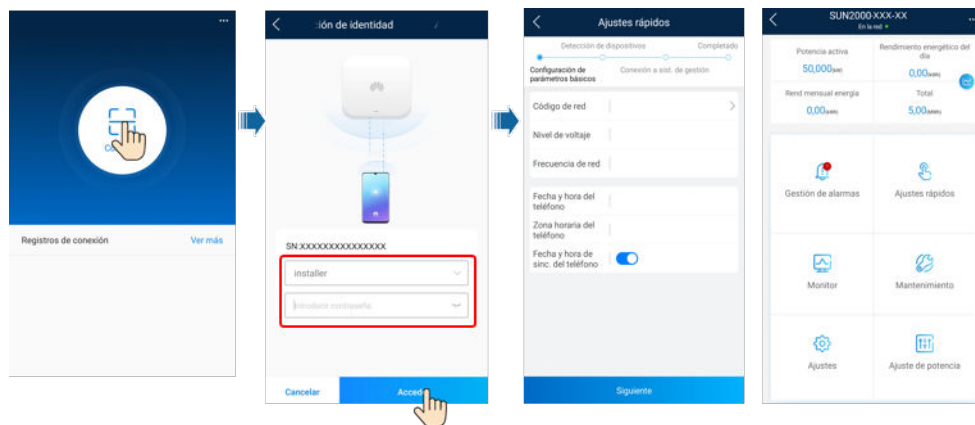 Registros de conexión
Ver más
ión de identidad
SN:XXXXXXXXXXXXXXX
installer
Introducir contraseña
Cancelar
Acced
Ajustes rápidos
Detección de dispositivos
Completado
Configuración de
parámetros básicos
Conexión a sist. de gestión
Código de red
Nivel de voltaje
Frecuencia de red
Fecha y hora del
teléfono
Zona horaria del
teléfono
Fecha y hora de
sinc. del teléfono
Siguiente
SUN2000-XXX-XX
En la red
Potencia activa
50,000(kW)
Rendimiento energético del
día
0,00(kWh)
Rend mensual energía
0,00(kWh)
Total
5,00(MWh)
Gestión de alarmas
Ajustes rápidos
Monitor
Mantenimiento
Ajustes
Ajuste de potencia